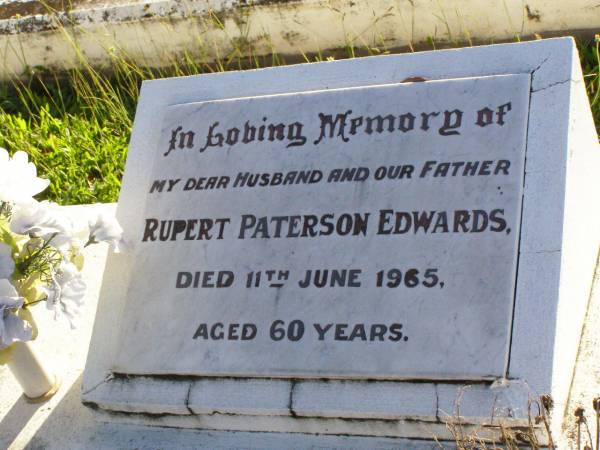 In Loving Memory of
MY DEAR HUSBAND AND OUR FATHER
RUPERT PATERSON EDWARDS,
DIED 11TH JUNE 1965,
AGED 60 YEARS.